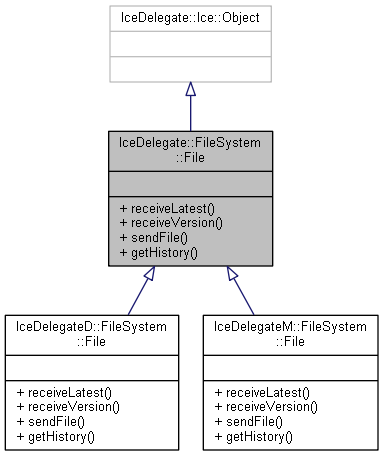 IceDelegate::Ice::Object
IceDelegate::FileSystem
::File
+ receiveLatest()
+ receiveVersion()
+ sendFile()
+ getHistory()
IceDelegateD::FileSystem
::File
+ receiveLatest()
+ receiveVersion()
+ sendFile()
+ getHistory()
IceDelegateM::FileSystem
::File
+ receiveLatest()
+ receiveVersion()
+ sendFile()
+ getHistory()